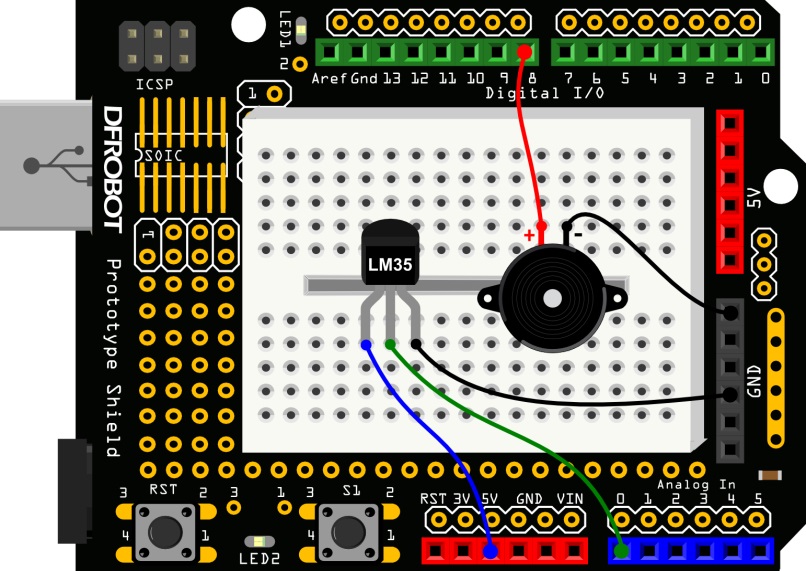 LED1
2
ICSP
Aref Gnd 13 12 11 10 9 8 7 6 5 4 3 2 1 0
Digital I/O
1
DFROBOT
SOIC
1
Prototype Shield
LM35
+ -
5V
GND
Analog In
3 RST 2
3 1
3 S1 2
RST 3V 5V GND VIN
0 1 2 3 4 5
4 1
4 1
LED2